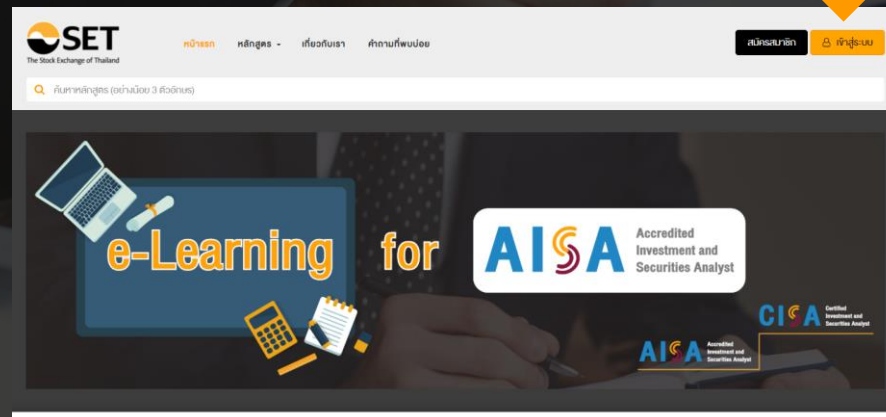 SET
The Stock Exchange of Thailand
หน้าแรก หลักสูตร เกี่ยวกับเรา คำถามที่พบบ่อย
สมัครสมาชิก เข้าสู่ระบบ
ค้นหาหลักสูตร (อย่างน้อย 3 ตัวอักษร)
e-Learning for AISA
Accredited
Investment and
Securities Analyst
CISA
Certified
Investment and
Securities Analyst
AISA
Accredited
Investment and
Securities Analyst